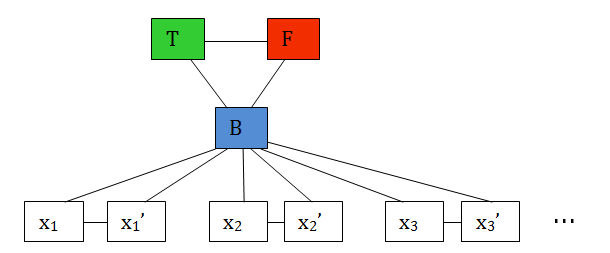 T F
B
x₁ x₁’ x₂ x₂’ x₃ x₃’ ...